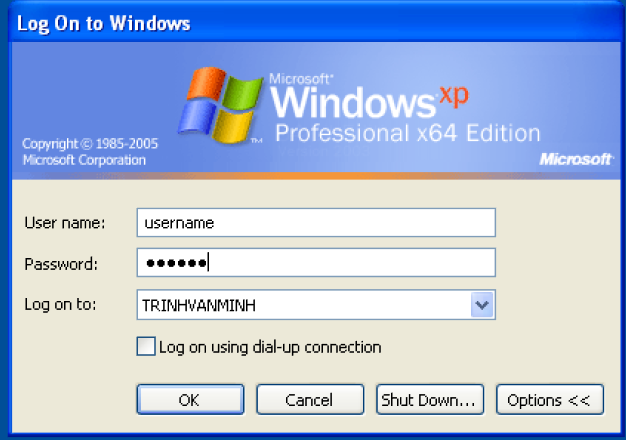 Log On to Windows
Microsoft®
Windows xp
Professional x64 Edition
Copyright © 1985-2005
Microsoft Corporation
Microsoft
User name: username
Password: ••••••
Log on to: TRINHVANMINH
Log on using dial-up connection
OK Cancel Shut Down... Options <<